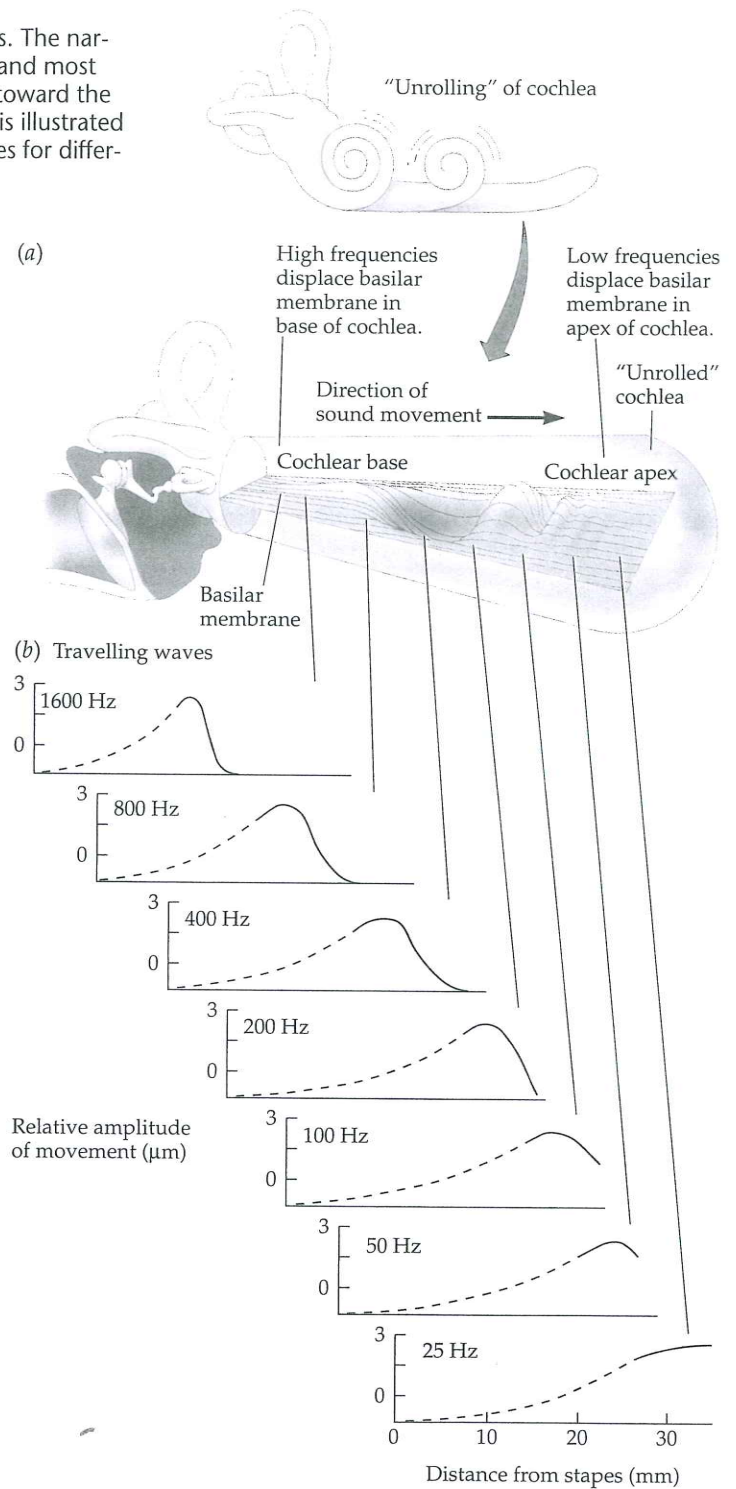 s. The nar-
and most
toward the
is illustrated
es for differ-
"Unrolling" of cochlea
(a)
High frequencies
displace basilar
membrane in
base of cochlea.
Low frequencies
displace basilar
membrane in
apex of cochlea.
"Unrolled"
cochlea
Direction of
sound movement
Cochlear base
Cochlear apex
Basilar
membrane
(b) Travelling waves
3
1600 Hz
0
3
800 Hz
0
3
400 Hz
0
3
200 Hz
0
Relative amplitude
of movement (µm)
3
100 Hz
0
3
50 Hz
0
3
25 Hz
0
0 10 20 30
Distance from stapes (mm)